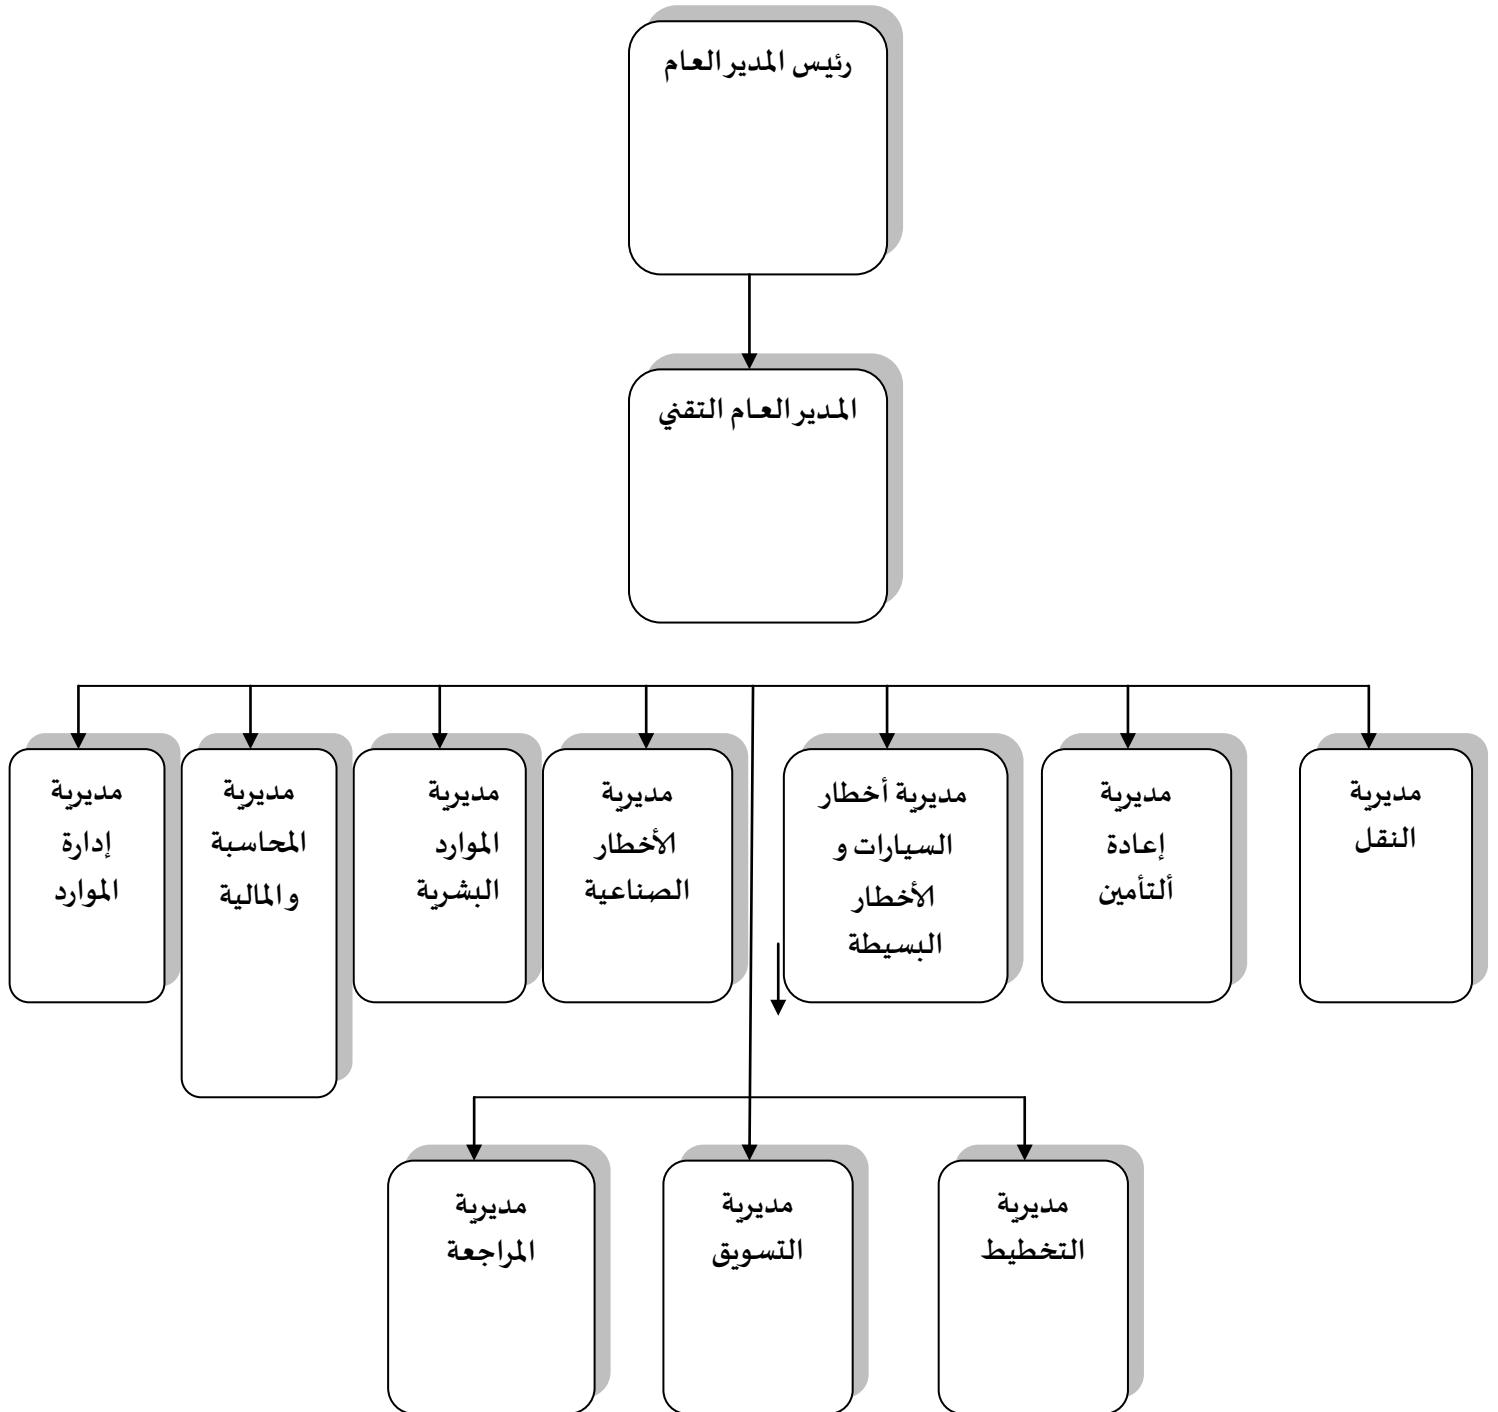 رئيس المدير العام
المدير العام التقني
مديرية
النقل
مديرية
إعادة
ألتأمين
مديرية أخطار
السيارات و
الأخطار
البسيطة
مديرية
الأخطار
الصناعية
مديرية
الموارد
البشرية
مديرية
المحاسبة
و المالية
مديرية
إدارة
الموارد
مديرية
التخطيط
مديرية
التسويق
مديرية
المراجعة